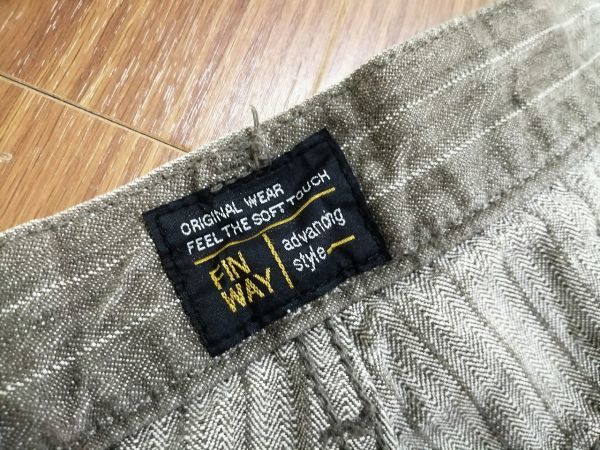 ORIGINAL WEAR
FEEL THE SOFT TOUCH
FIN
WAY
advancing
style